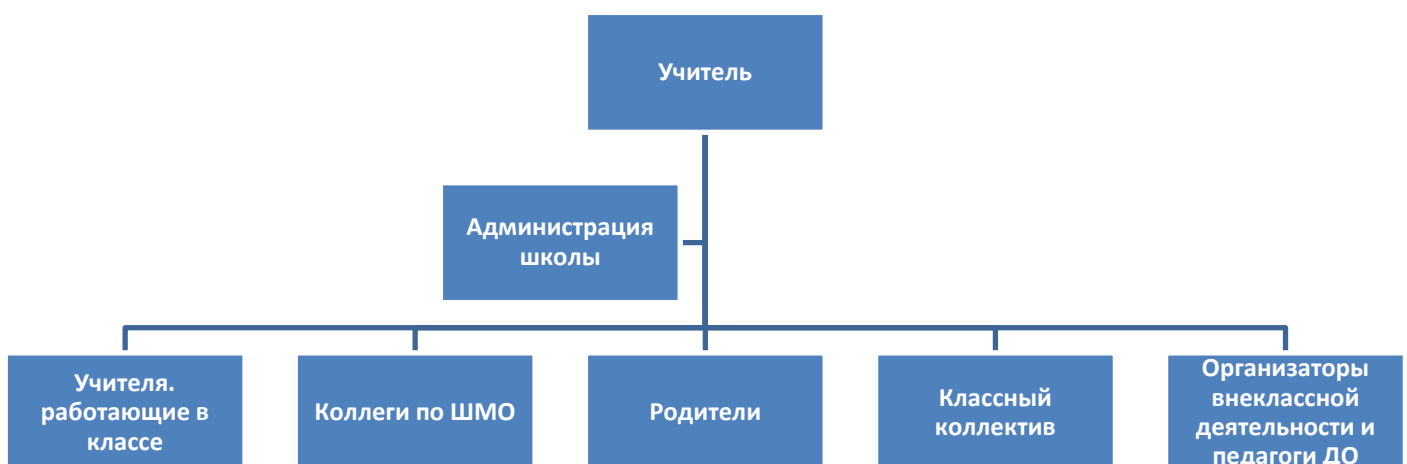 Учитель
Администрация
школы
Учителя.
работающие в
классе
Коллеги по ШМО
Родители
Классный
коллектив
Организаторы
внеклассной
деятельности и
педагоги ДО